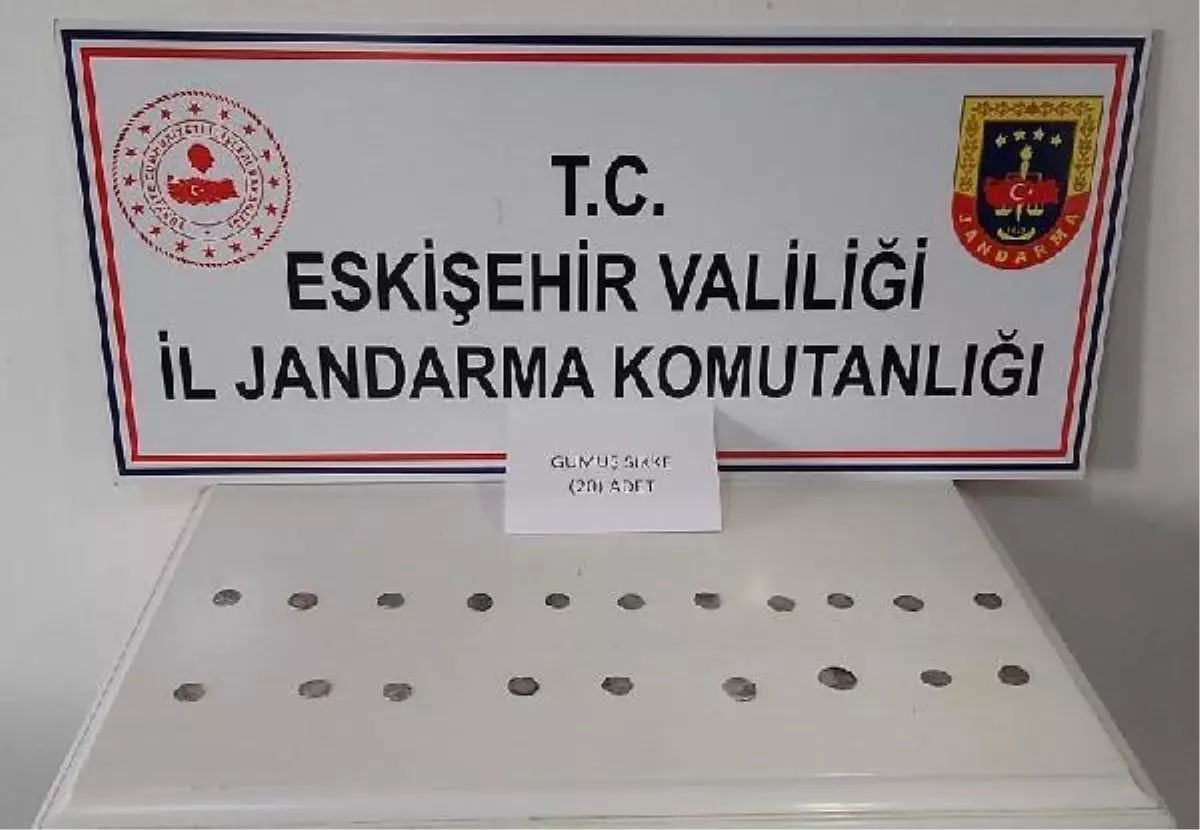 T.C.
ESKİŞEHİR VALİLİĞİ
İL JANDARMA KOMUTANLIĞI
JANDARMA
GÜMÜŞ SİKKE
(20) ADET